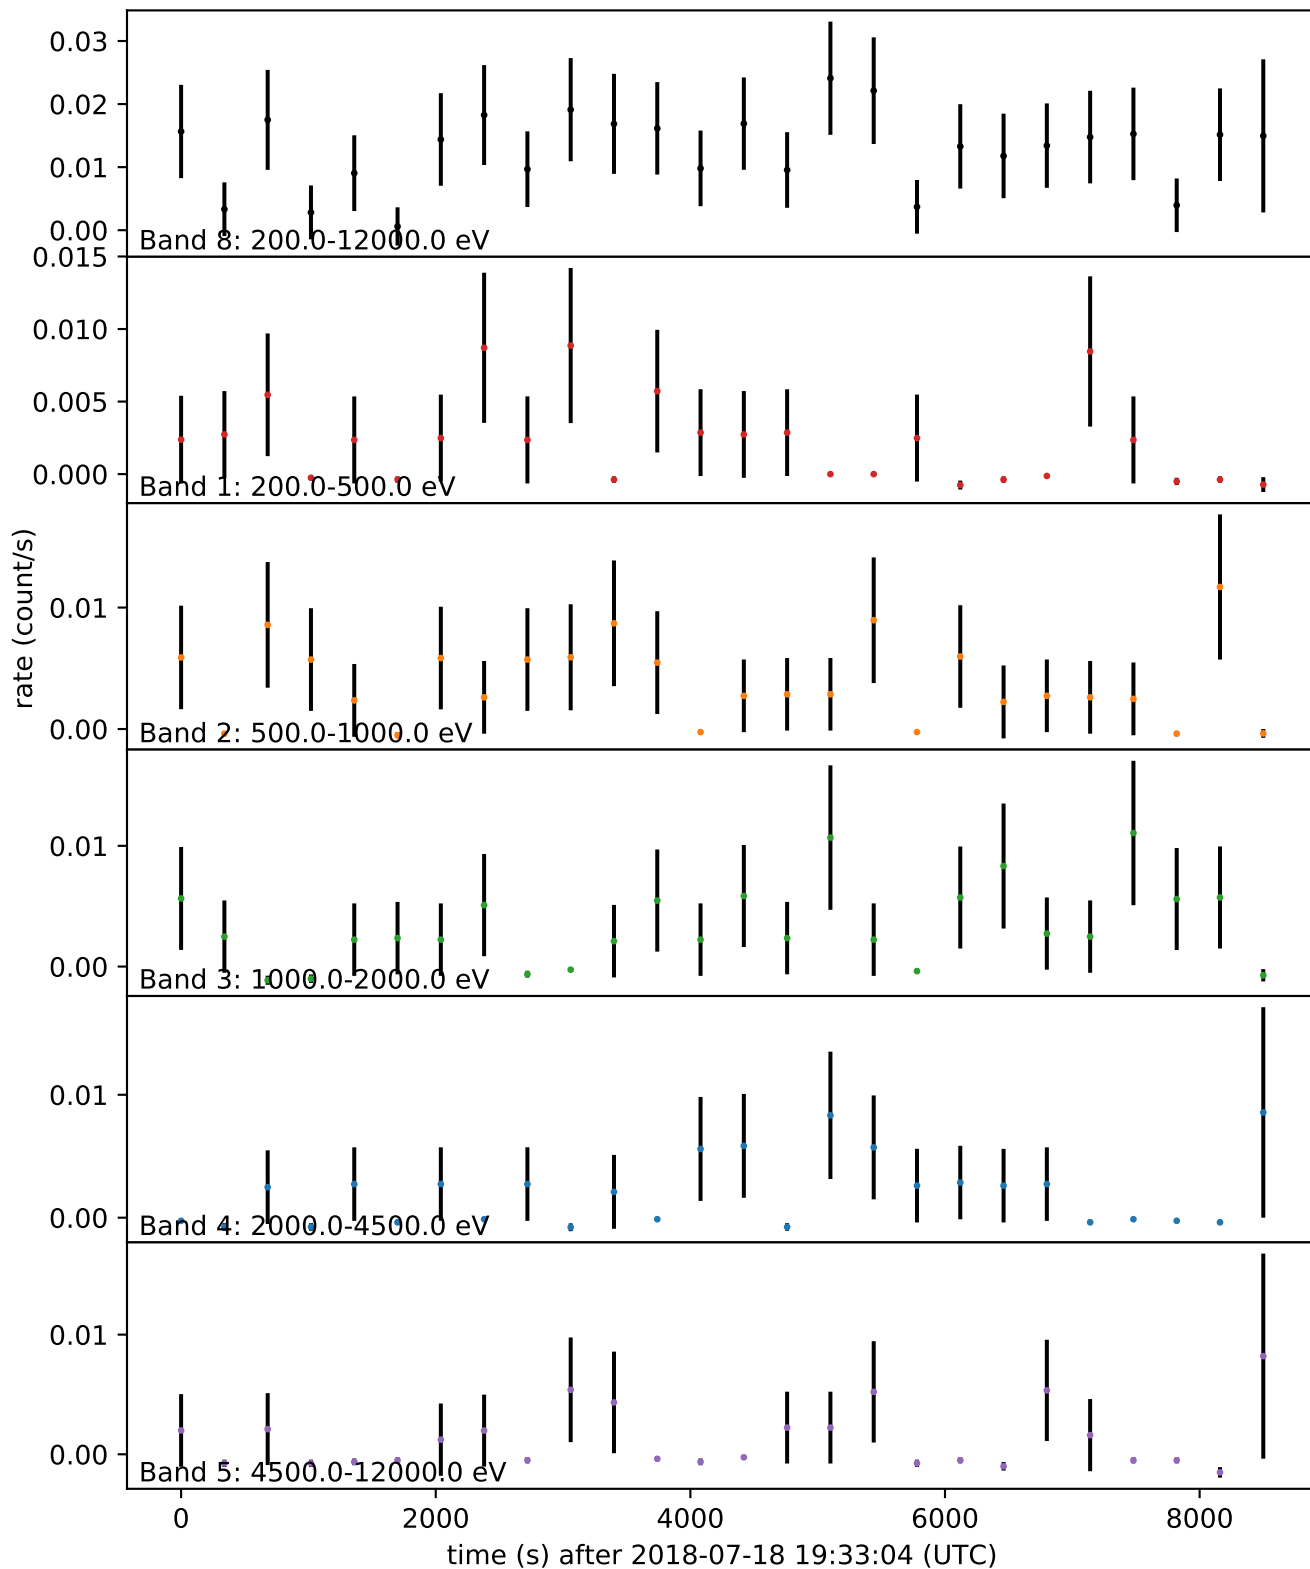 0.03
0.02
0.01
0.00
Band 8: 200.0-12000.0 eV
0.015
0.010
0.005
0.000
Band 1: 200.0-500.0 eV
rate (count/s)
0.01
0.00
Band 2: 500.0-1000.0 eV
0.01
0.00
Band 3: 1000.0-2000.0 eV
0.01
0.00
Band 4: 2000.0-4500.0 eV
0.01
0.00
Band 5: 4500.0-12000.0 eV
0 2000 4000 6000 8000
time (s) after 2018-07-18 19:33:04 (UTC)